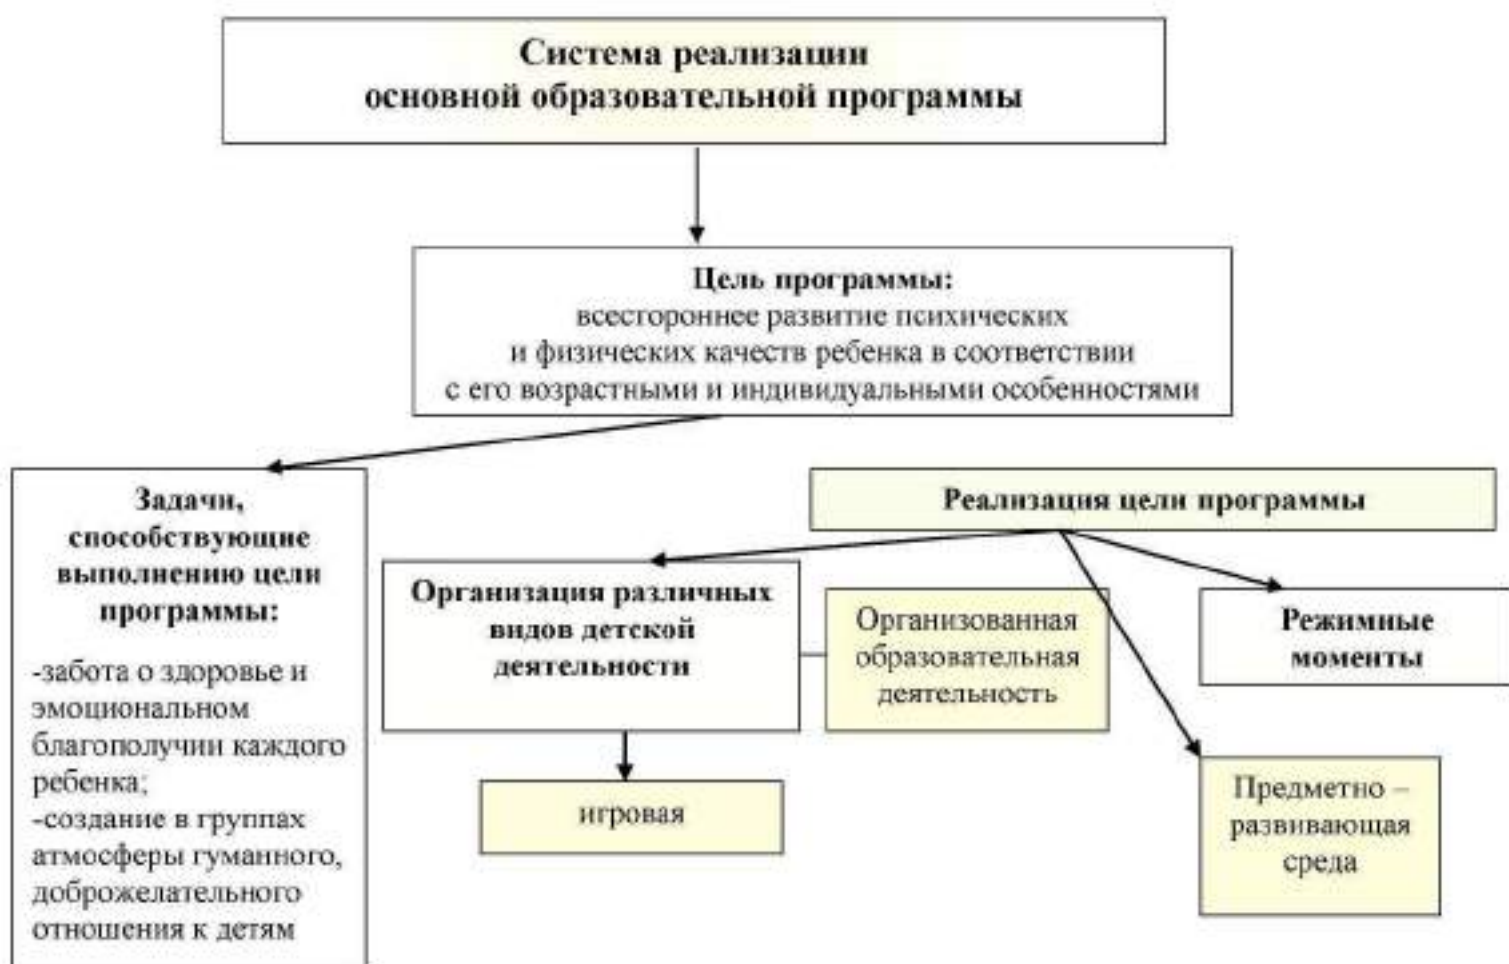 Система реализации
основной образовательной программы
Цель программы:
всестороннее развитие психических
и физических качеств ребенка в соответствии
с его возрастными и индивидуальными особенностями
Задачи,
способствующие
выполнению цели
программы:
-забота о здоровье и
эмоциональном
благополучии каждого
ребенка;
-создание в группах
атмосферы гуманного,
доброжелательного
отношения к детям
Реализация цели программы
Организация различных
видов детской
деятельности
Организованная
образовательная
деятельность
Режимные
моменты
игровая
Предметно –
развивающая
среда